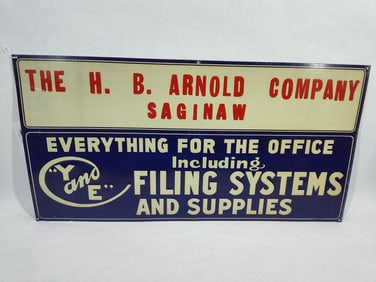 THE H. B. ARNOLD COMPANY
SAGINAW
EVERYTHING FOR THE OFFICE
Including
"Y and E"
FILING SYSTEMS
AND SUPPLIES